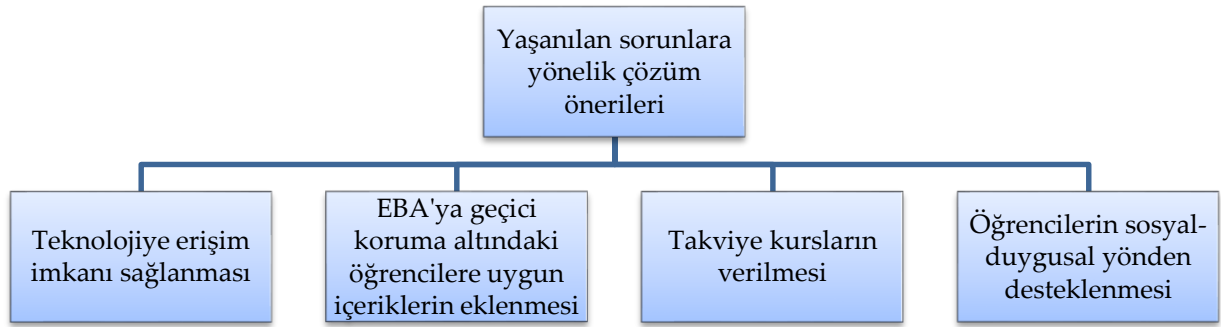 Yaşanılan sorunlara
yönelik çözüm
önerileri
Teknolojiye erişim
imkanı sağlanması
EBA'ya geçici
koruma altındaki
öğrencilere uygun
içeriklerin eklenmesi
Takviye kursların
verilmesi
Öğrencilerin sosyal-
duygusal yönden
desteklenmesi